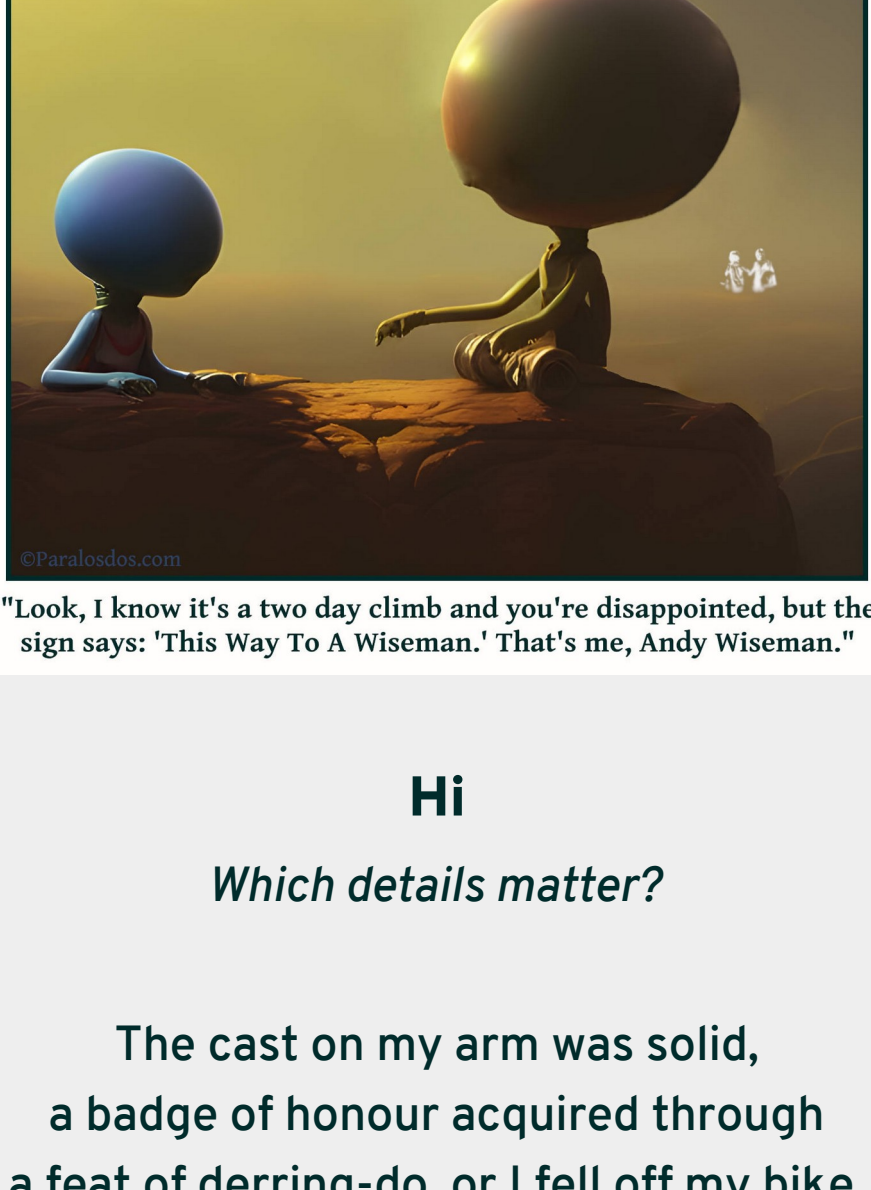 ©Paralosdos.com
"Look, I know it's a two day climb and you're disappointed, but the
sign says: 'This Way To A Wiseman.' That's me, Andy Wiseman."
Hi
Which details matter?
The cast on my arm was solid,
a badge of honour acquired through
a feat of derring-do, or I fell off my bike